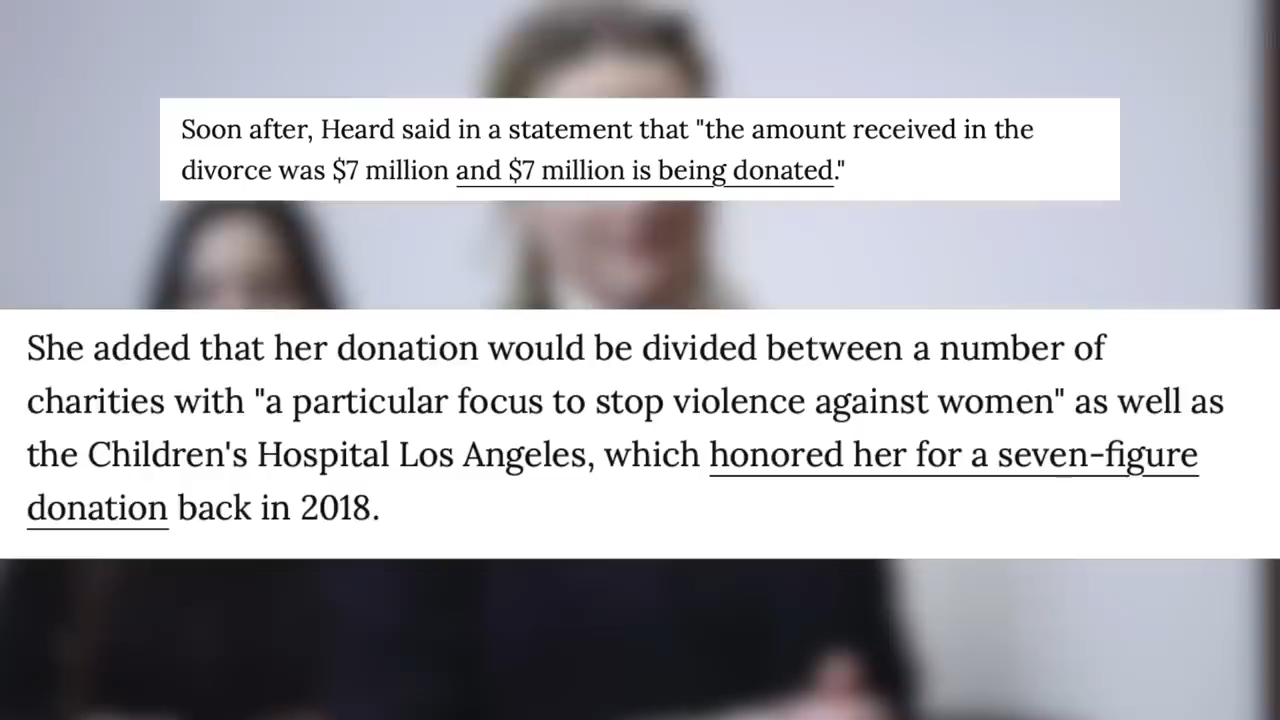 Soon after, Heard said in a statement that "the amount received in the
divorce was $7 million and $7 million is being donated."
She added that her donation would be divided between a number of
charities with "a particular focus to stop violence against women" as well as
the Children's Hospital Los Angeles, which honored her for a seven-figure
donation back in 2018.